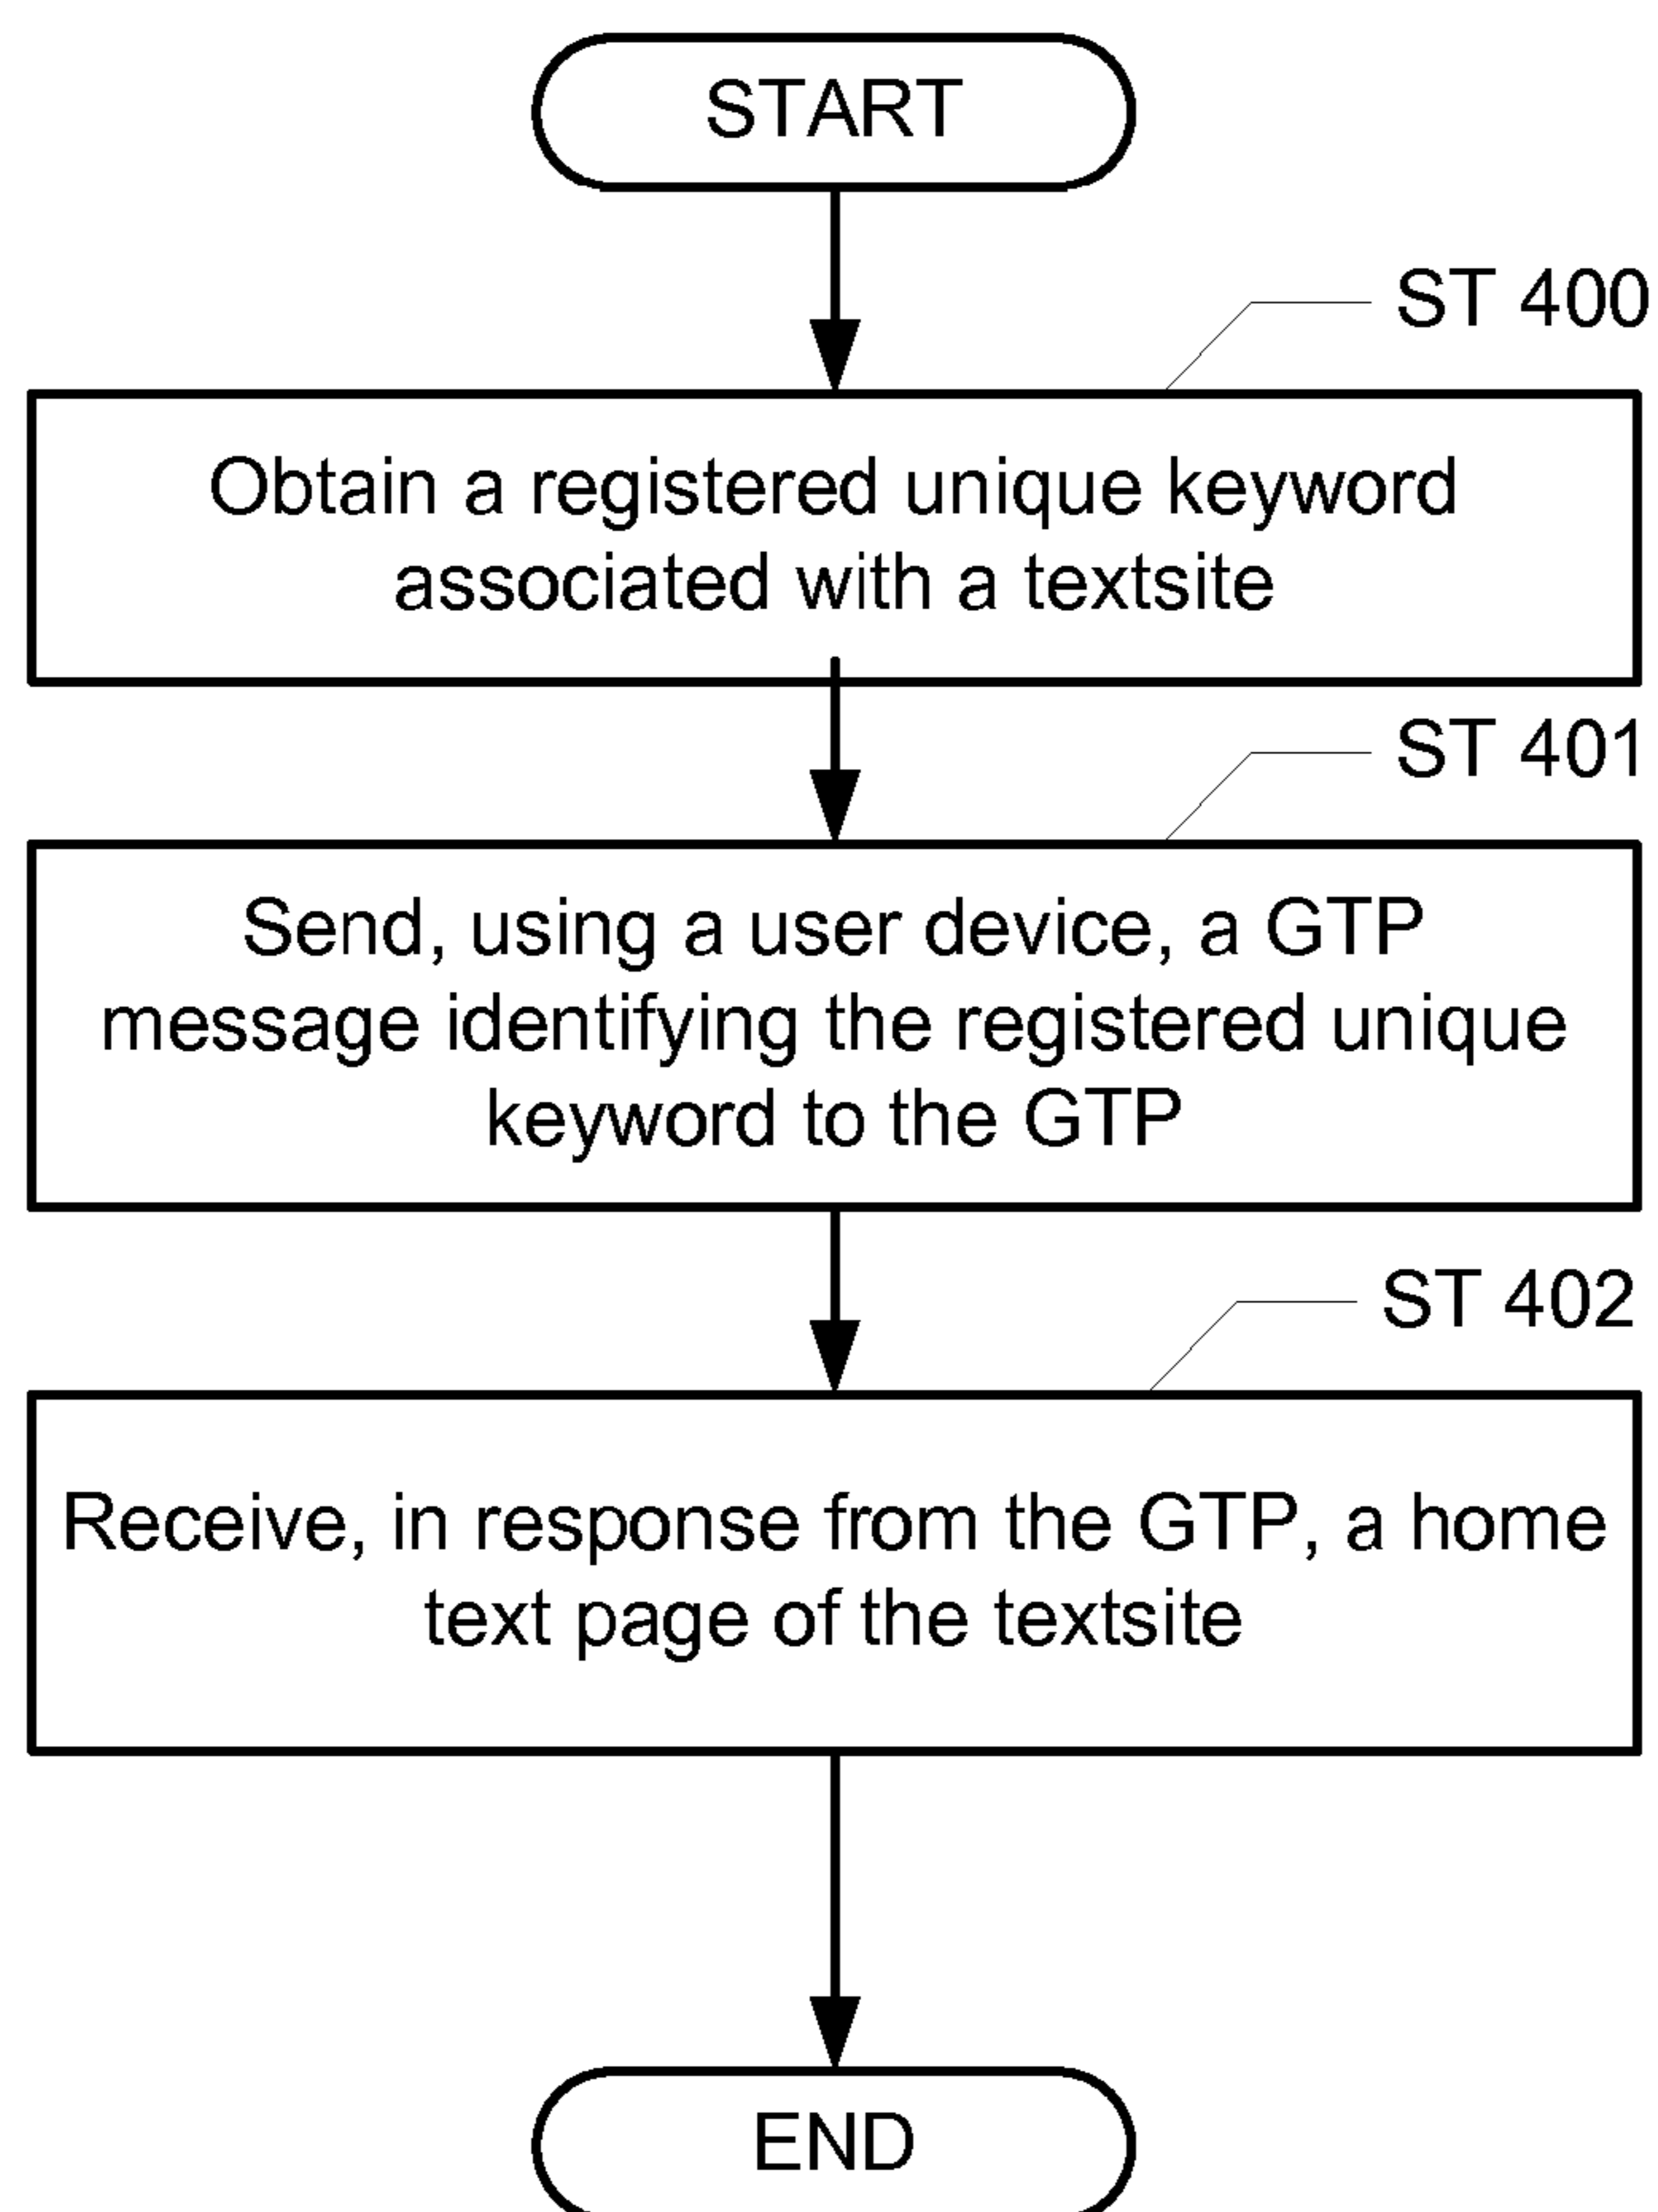 START
ST 400
Obtain a registered unique keyword
associated with a textsite
ST 401
Send, using a user device, a GTP
message identifying the registered unique
keyword to the GTP
ST 402
Receive, in response from the GTP, a home
text page of the textsite
END